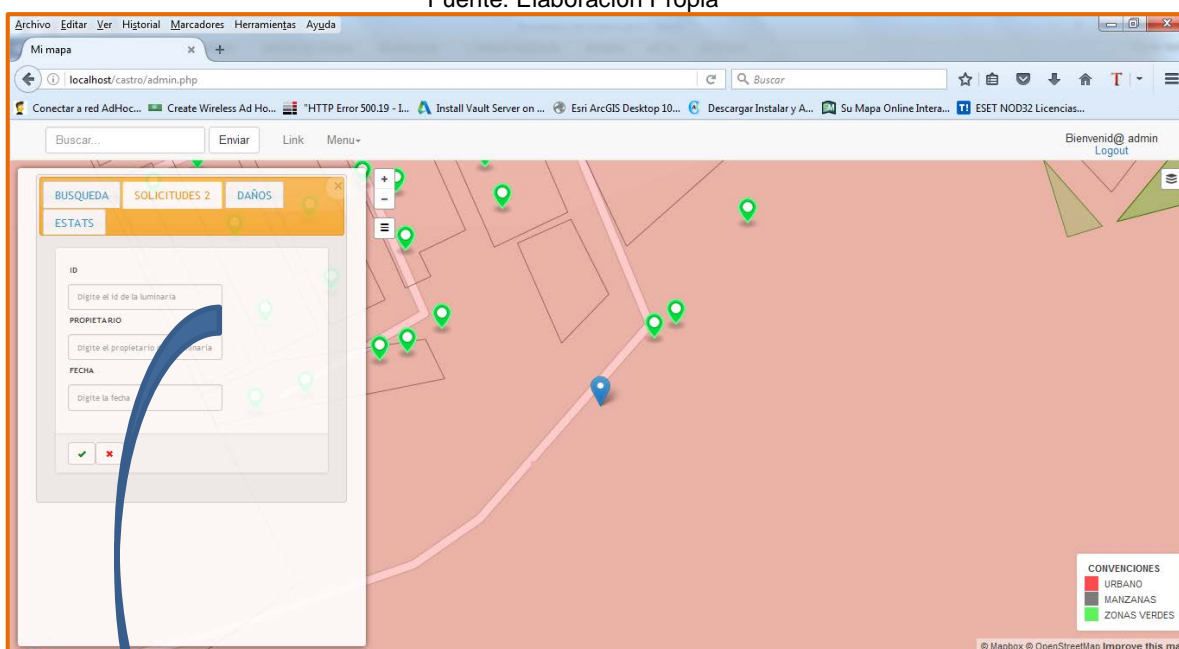 Fuente: Elaboración Propia
Archivo Editar Ver Historial Marcadores Herramientas Ayuda
Mi mapa × +
localhost/castro/admin.php
Buscar
Conectar a red AdHoc... Create Wireless Ad Ho... "HTTP Error 500.19 - I... Install Vault Server on ... Esri ArcGIS Desktop 10... Descargar Instalar y A... Su Mapa Online Intera... ESET NOD32 Licencias...
Buscar... Enviar Link Menu
Bienvenid@ admin
Logout
BUSQUEDA SOLICITUDES 2 DAÑOS
ESTATS
+
−
ID
Digite el id de la luminaria
PROPIETARIO
Digite el propietario
FECHA
Digite la fecha
CONVENCIONES
URBANO
MANZANAS
ZONAS VERDES
© Mapbox © OpenStreetMap Improve this ma